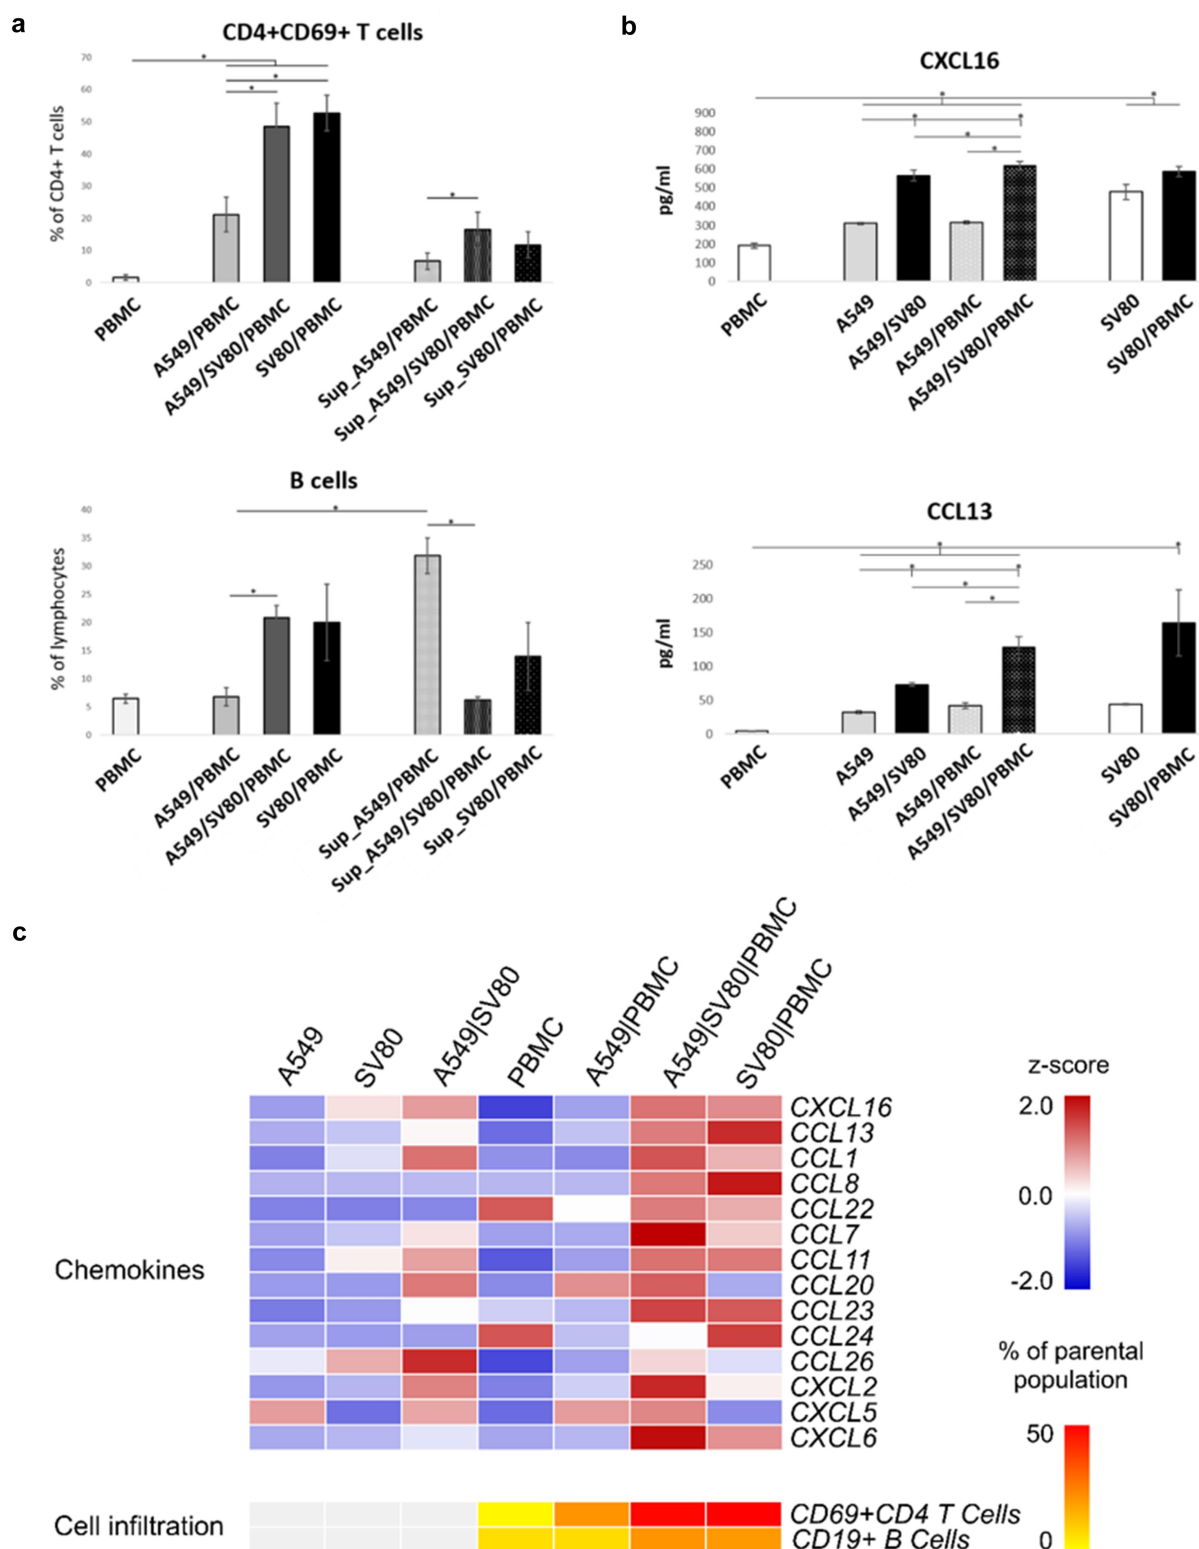 a
CD4+CD69+ T cells
% of CD4+ T cells
70
60
50
40
30
20
10
0
* * *
*
PBMC
A549/PBMC
A549/SV80/PBMC
SV80/PBMC
Sup_A549/PBMC
Sup_A549/SV80/PBMC
Sup_SV80/PBMC
B cells
% of lymphocytes
40
35
30
25
20
15
10
5
0
* * *
PBMC
A549/PBMC
A549/SV80/PBMC
SV80/PBMC
Sup_A549/PBMC
Sup_A549/SV80/PBMC
Sup_SV80/PBMC
b
CXCL16
pg/ml
900
800
700
600
500
400
300
200
100
0
* *
* *
*
*
PBMC
A549
A549/SV80
A549/PBMC
A549/SV80/PBMC
SV80
SV80/PBMC
CCL13
pg/ml
250
200
150
100
50
0
* *
* *
*
*
PBMC
A549
A549/SV80
A549/PBMC
A549/SV80/PBMC
SV80
SV80/PBMC
c
A549
SV80
A549|SV80
PBMC
A549|PBMC
A549|SV80|PBMC
SV80|PBMC
Chemokines
CXCL16
CCL13
CCL1
CCL8
CCL22
CCL7
CCL11
CCL20
CCL23
CCL24
CCL26
CXCL2
CXCL5
CXCL6
Cell infiltration
CD69+CD4 T Cells
CD19+ B Cells
z-score
2.0
0.0
-2.0
% of parental
population
50
0